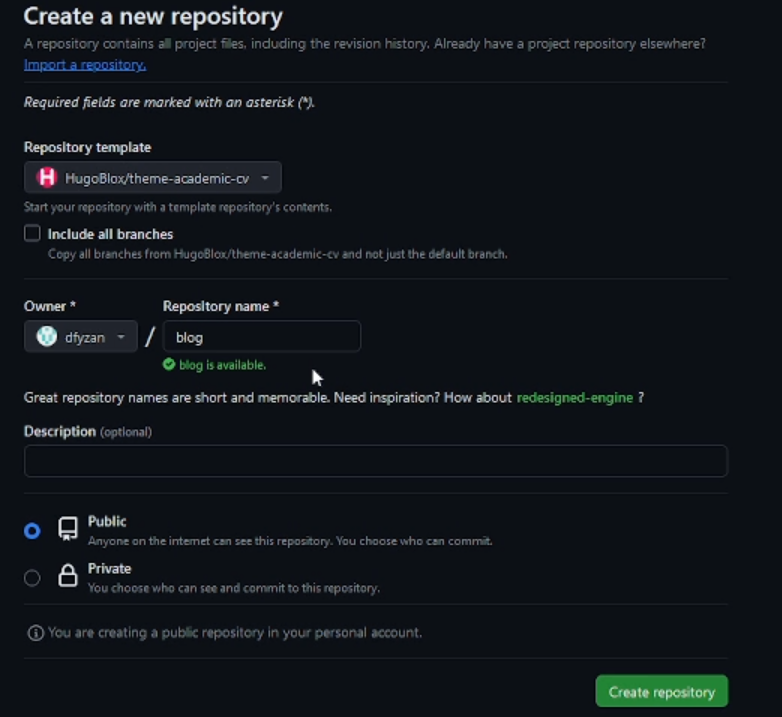 Create a new repository
A repository contains all project files, including the revision history. Already have a project repository elsewhere?
Import a repository.
Required fields are marked with an asterisk (*).
Repository template
H HugoBlox/theme-academic-cv
Start your repository with a template repository's contents.
Include all branches
Copy all branches from HugoBlox/theme-academic-cv and not just the default branch.
Owner * Repository name *
dfyzan / blog
blog is available.
Great repository names are short and memorable. Need inspiration? How about redesigned-engine ?
Description (optional)
Public
Anyone on the internet can see this repository. You choose who can commit.
Private
You choose who can see and commit to this repository.
You are creating a public repository in your personal account.
Create repository